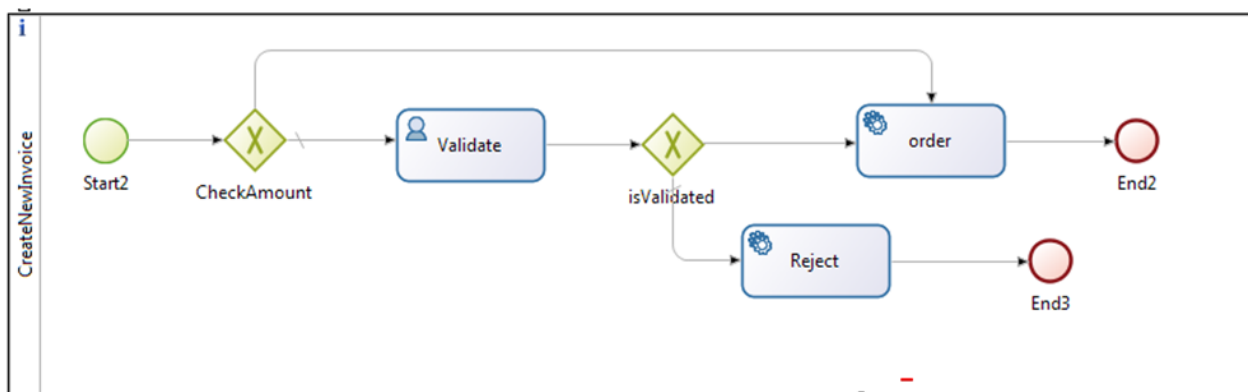 CreateNewInvoice
Start2
CheckAmount
Validate
isValidated
order
End2
Reject
End3